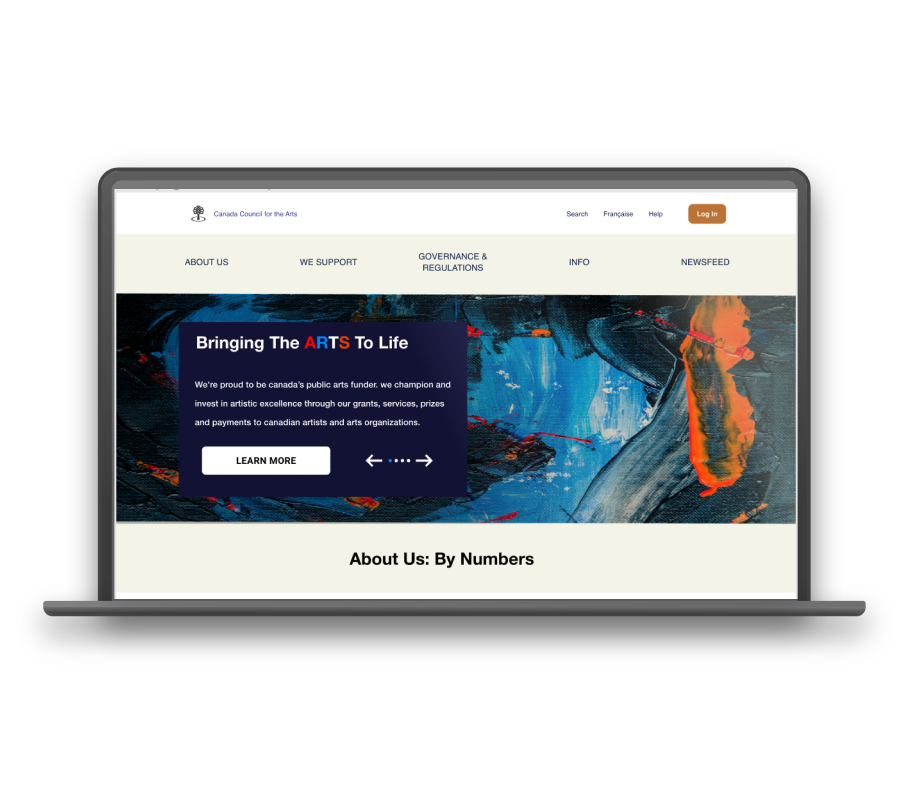 Canada Council for the Arts
Search Française Help Log In
ABOUT US WE SUPPORT GOVERNANCE & REGULATIONS INFO NEWSFEED
Bringing The ARTS To Life
We're proud to be canada's public arts funder. we champion and
invest in artistic excellence through our grants, services, prizes
and payments to canadian artists and arts organizations.
LEARN MORE
About Us: By Numbers